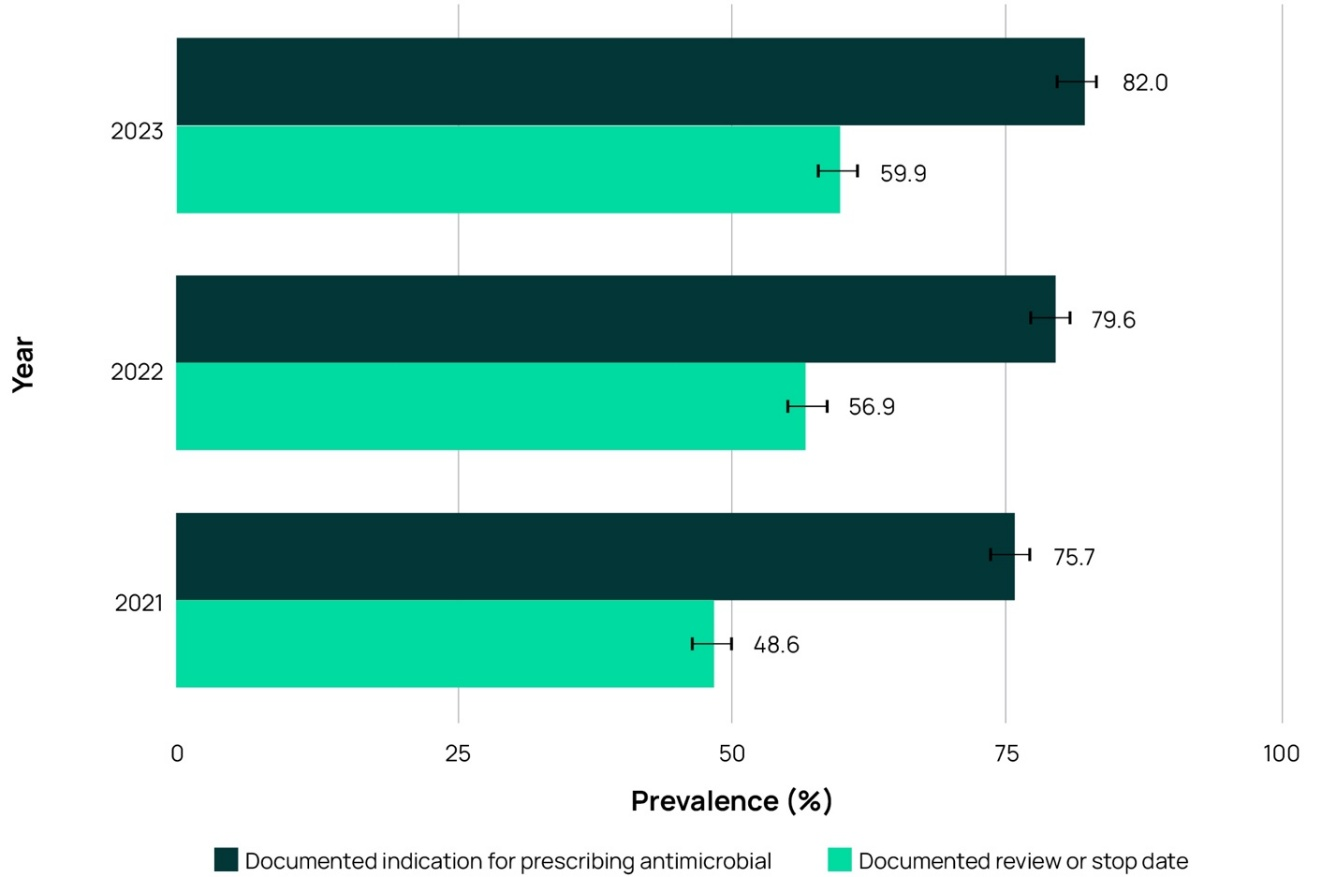 82.0
2023
59.9
79.6
Year
2022
56.9
75.7
2021
48.6
0 25 50 75 100
Prevalence (%)
Documented indication for prescribing antimicrobial Documented review or stop date